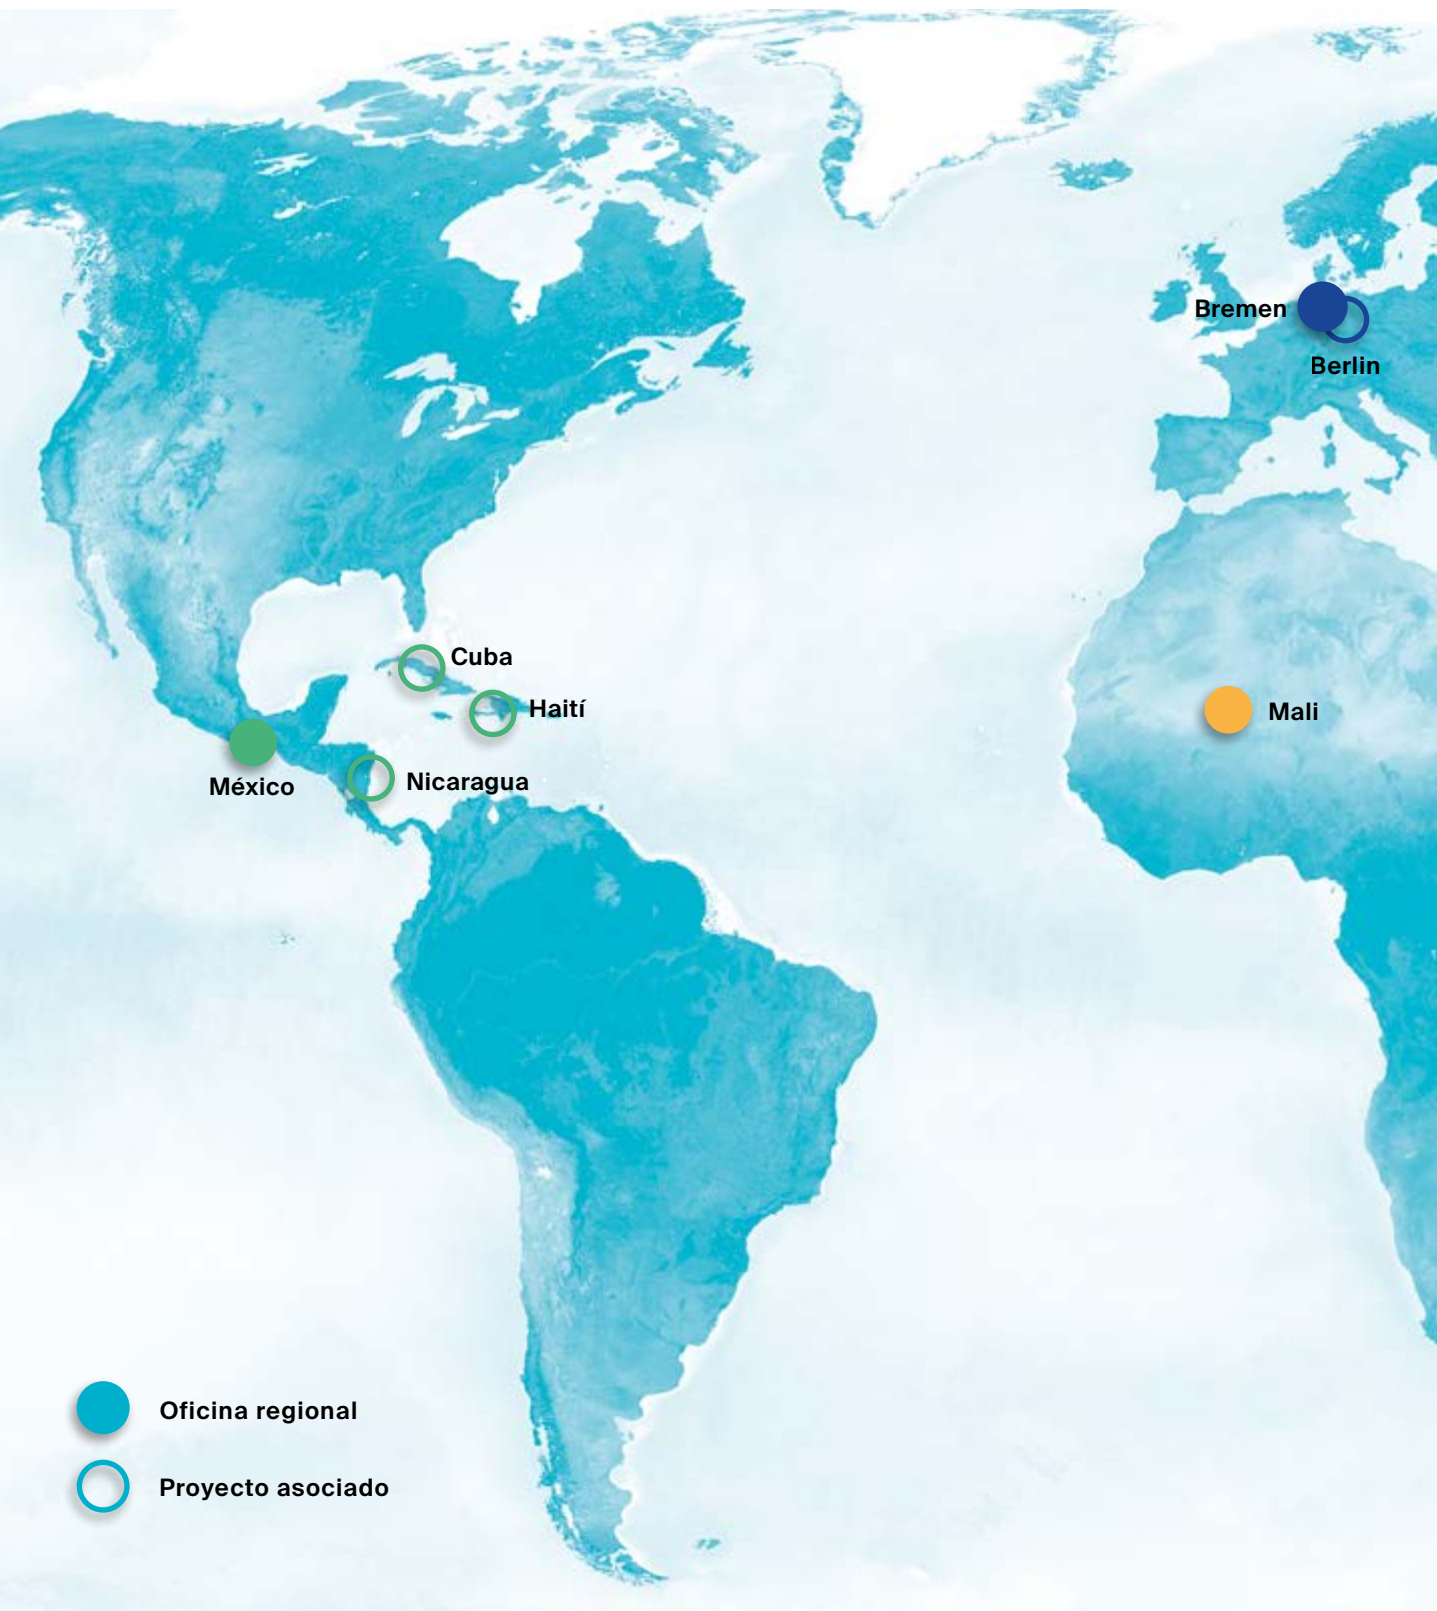 Bremen
Berlin
Cuba
Haití
Mali
México
Nicaragua
Oficina regional
Proyecto asociado